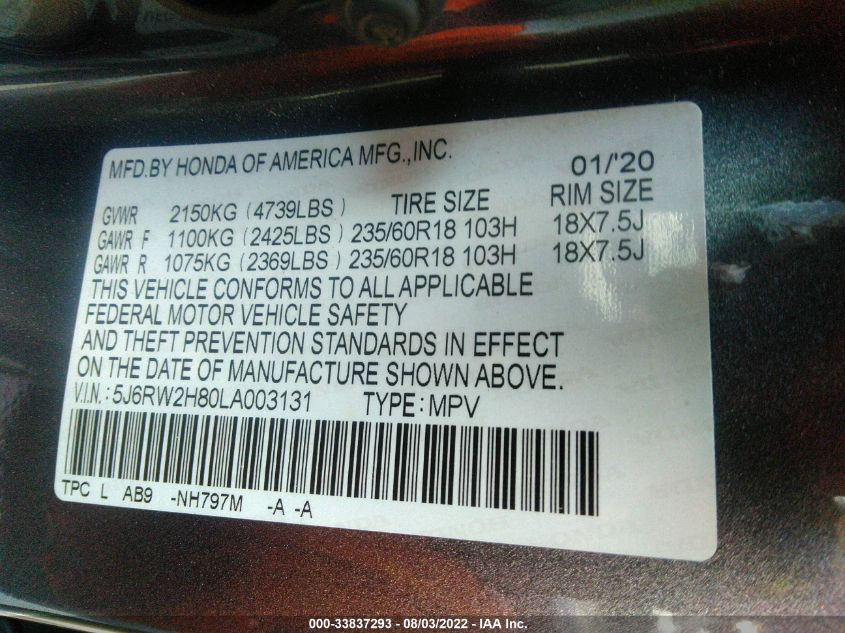 MFD.BY HONDA OF AMERICA MFG.,INC. 01/'20
GVWR 2150KG (4739LBS) TIRE SIZE RIM SIZE
GAWR F 1100KG (2425LBS) 235/60R18 103H 18X7.5J
GAWR R 1075KG (2369LBS) 235/60R18 103H 18X7.5J
THIS VEHICLE CONFORMS TO ALL APPLICABLE
FEDERAL MOTOR VEHICLE SAFETY
AND THEFT PREVENTION STANDARDS IN EFFECT
ON THE DATE OF MANUFACTURE SHOWN ABOVE.
V.I.N.: 5J6RW2H80LA003131 TYPE: MPV
TPC L AB9 -NH797M -A -A
000-33837293 - 08/03/2022 - IAA Inc.